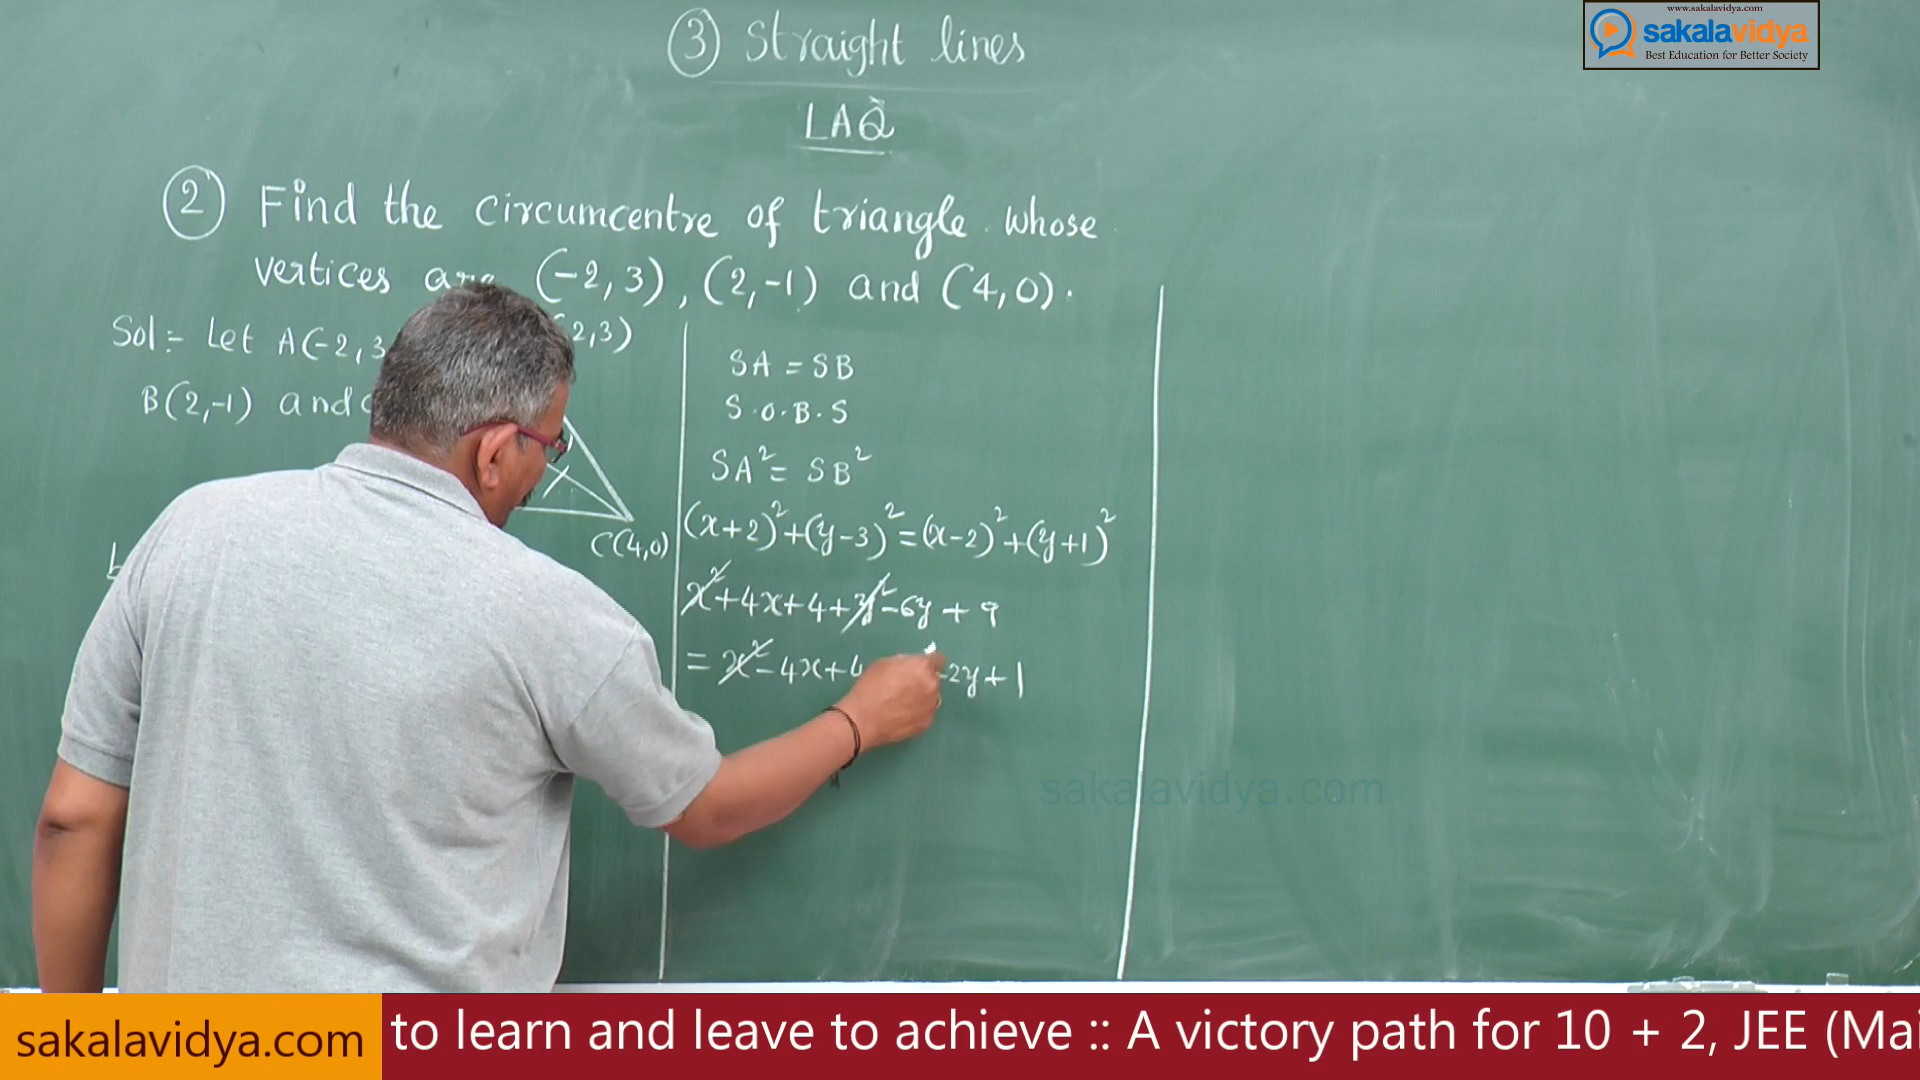 ③ Straight lines
LAQ
② Find the circumcentre of triangle whose
vertices are (-2,3), (2,-1) and (4,0).
Sol:- Let A(-2,3
B(2,-1) and
2,3)
C(4,0)
SA = SB
S.O.B.S
SA² = SB²
(x+2)²+(y-3)²=(x-2)²+(y+1)²
x²+4x+4+y²-6y+9
= x²-4x+4 -2y+1
www.sakalavidya.com
sakalavidya
Best Education for Better Society
sakalavidya.com
sakalavidya.com
to learn and leave to achieve :: A victory path for 10 + 2, JEE (Mai